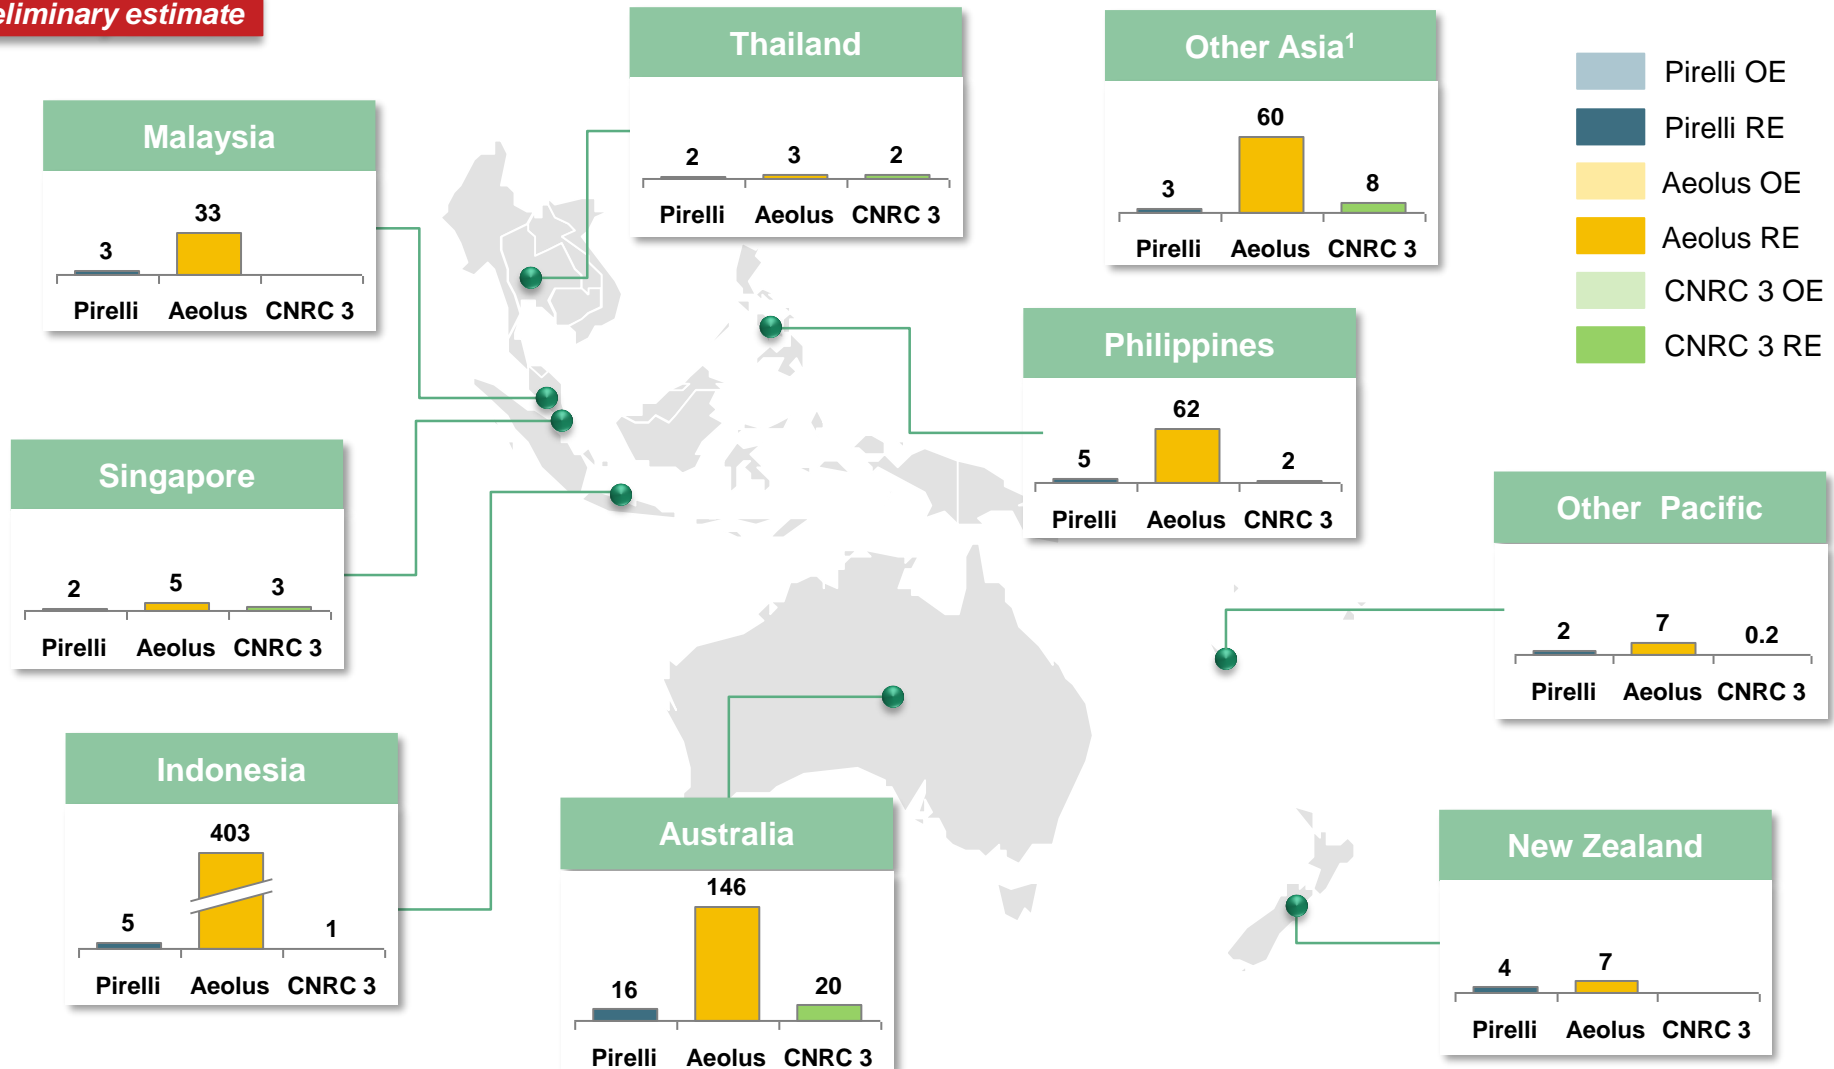 eliminary estimate
Thailand
2 3 2
Pirelli Aeolus CNRC 3
Other Asia¹
60
3 8
Pirelli Aeolus CNRC 3
Pirelli OE
Pirelli RE
Aeolus OE
Aeolus RE
CNRC 3 OE
CNRC 3 RE
Malaysia
33
3
Pirelli Aeolus CNRC 3
Philippines
62
5 2
Pirelli Aeolus CNRC 3
Singapore
2 5 3
Pirelli Aeolus CNRC 3
Other Pacific
2 7 0.2
Pirelli Aeolus CNRC 3
Indonesia
403
5 1
Pirelli Aeolus CNRC 3
Australia
146
16 20
Pirelli Aeolus CNRC 3
New Zealand
4 7
Pirelli Aeolus CNRC 3